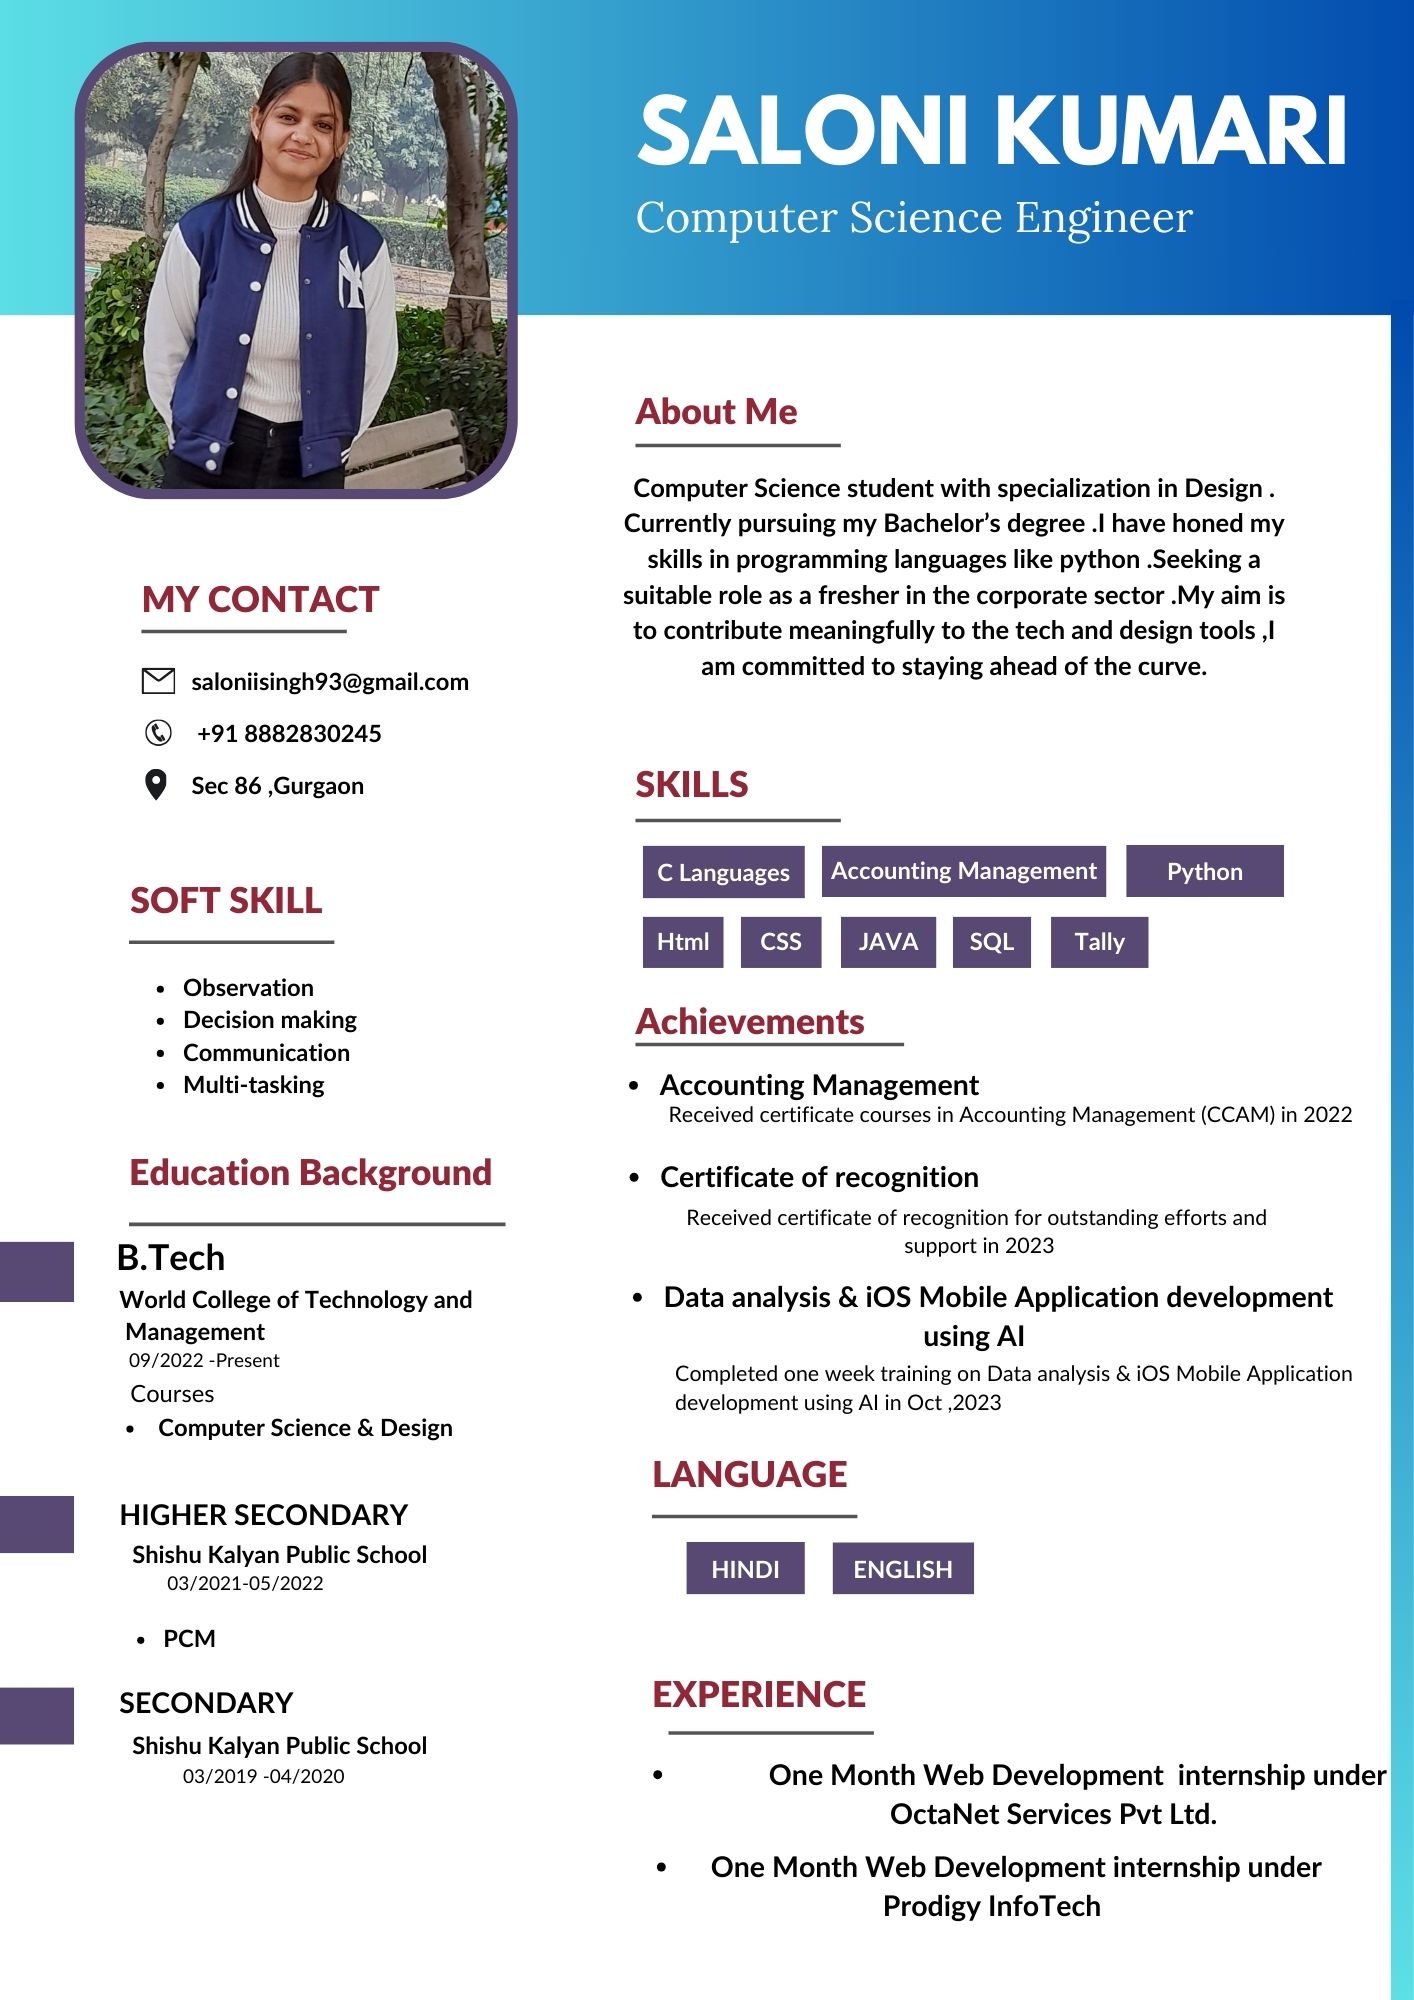 SALONI KUMARI
Computer Science Engineer
MY CONTACT
saloniisingh93@gmail.com
+91 8882830245
Sec 86 ,Gurgaon
SOFT SKILL
• Observation
• Decision making
• Communication
• Multi-tasking
Education Background
B.Tech
World College of Technology and
Management
09/2022 -Present
Courses
• Computer Science & Design
HIGHER SECONDARY
Shishu Kalyan Public School
03/2021-05/2022
• PCM
SECONDARY
Shishu Kalyan Public School
03/2019 -04/2020
About Me
Computer Science student with specialization in Design .
Currently pursuing my Bachelor’s degree .I have honed my
skills in programming languages like python .Seeking a
suitable role as a fresher in the corporate sector .My aim is
to contribute meaningfully to the tech and design tools ,I
am committed to staying ahead of the curve.
SKILLS
C Languages Accounting Management Python
Html CSS JAVA SQL Tally
Achievements
• Accounting Management
Received certificate courses in Accounting Management (CCAM) in 2022
• Certificate of recognition
Received certificate of recognition for outstanding efforts and
support in 2023
• Data analysis & iOS Mobile Application development
using AI
Completed one week training on Data analysis & iOS Mobile Application
development using AI in Oct ,2023
LANGUAGE
HINDI ENGLISH
EXPERIENCE
• One Month Web Development internship under
OctaNet Services Pvt Ltd.
• One Month Web Development internship under
Prodigy InfoTech